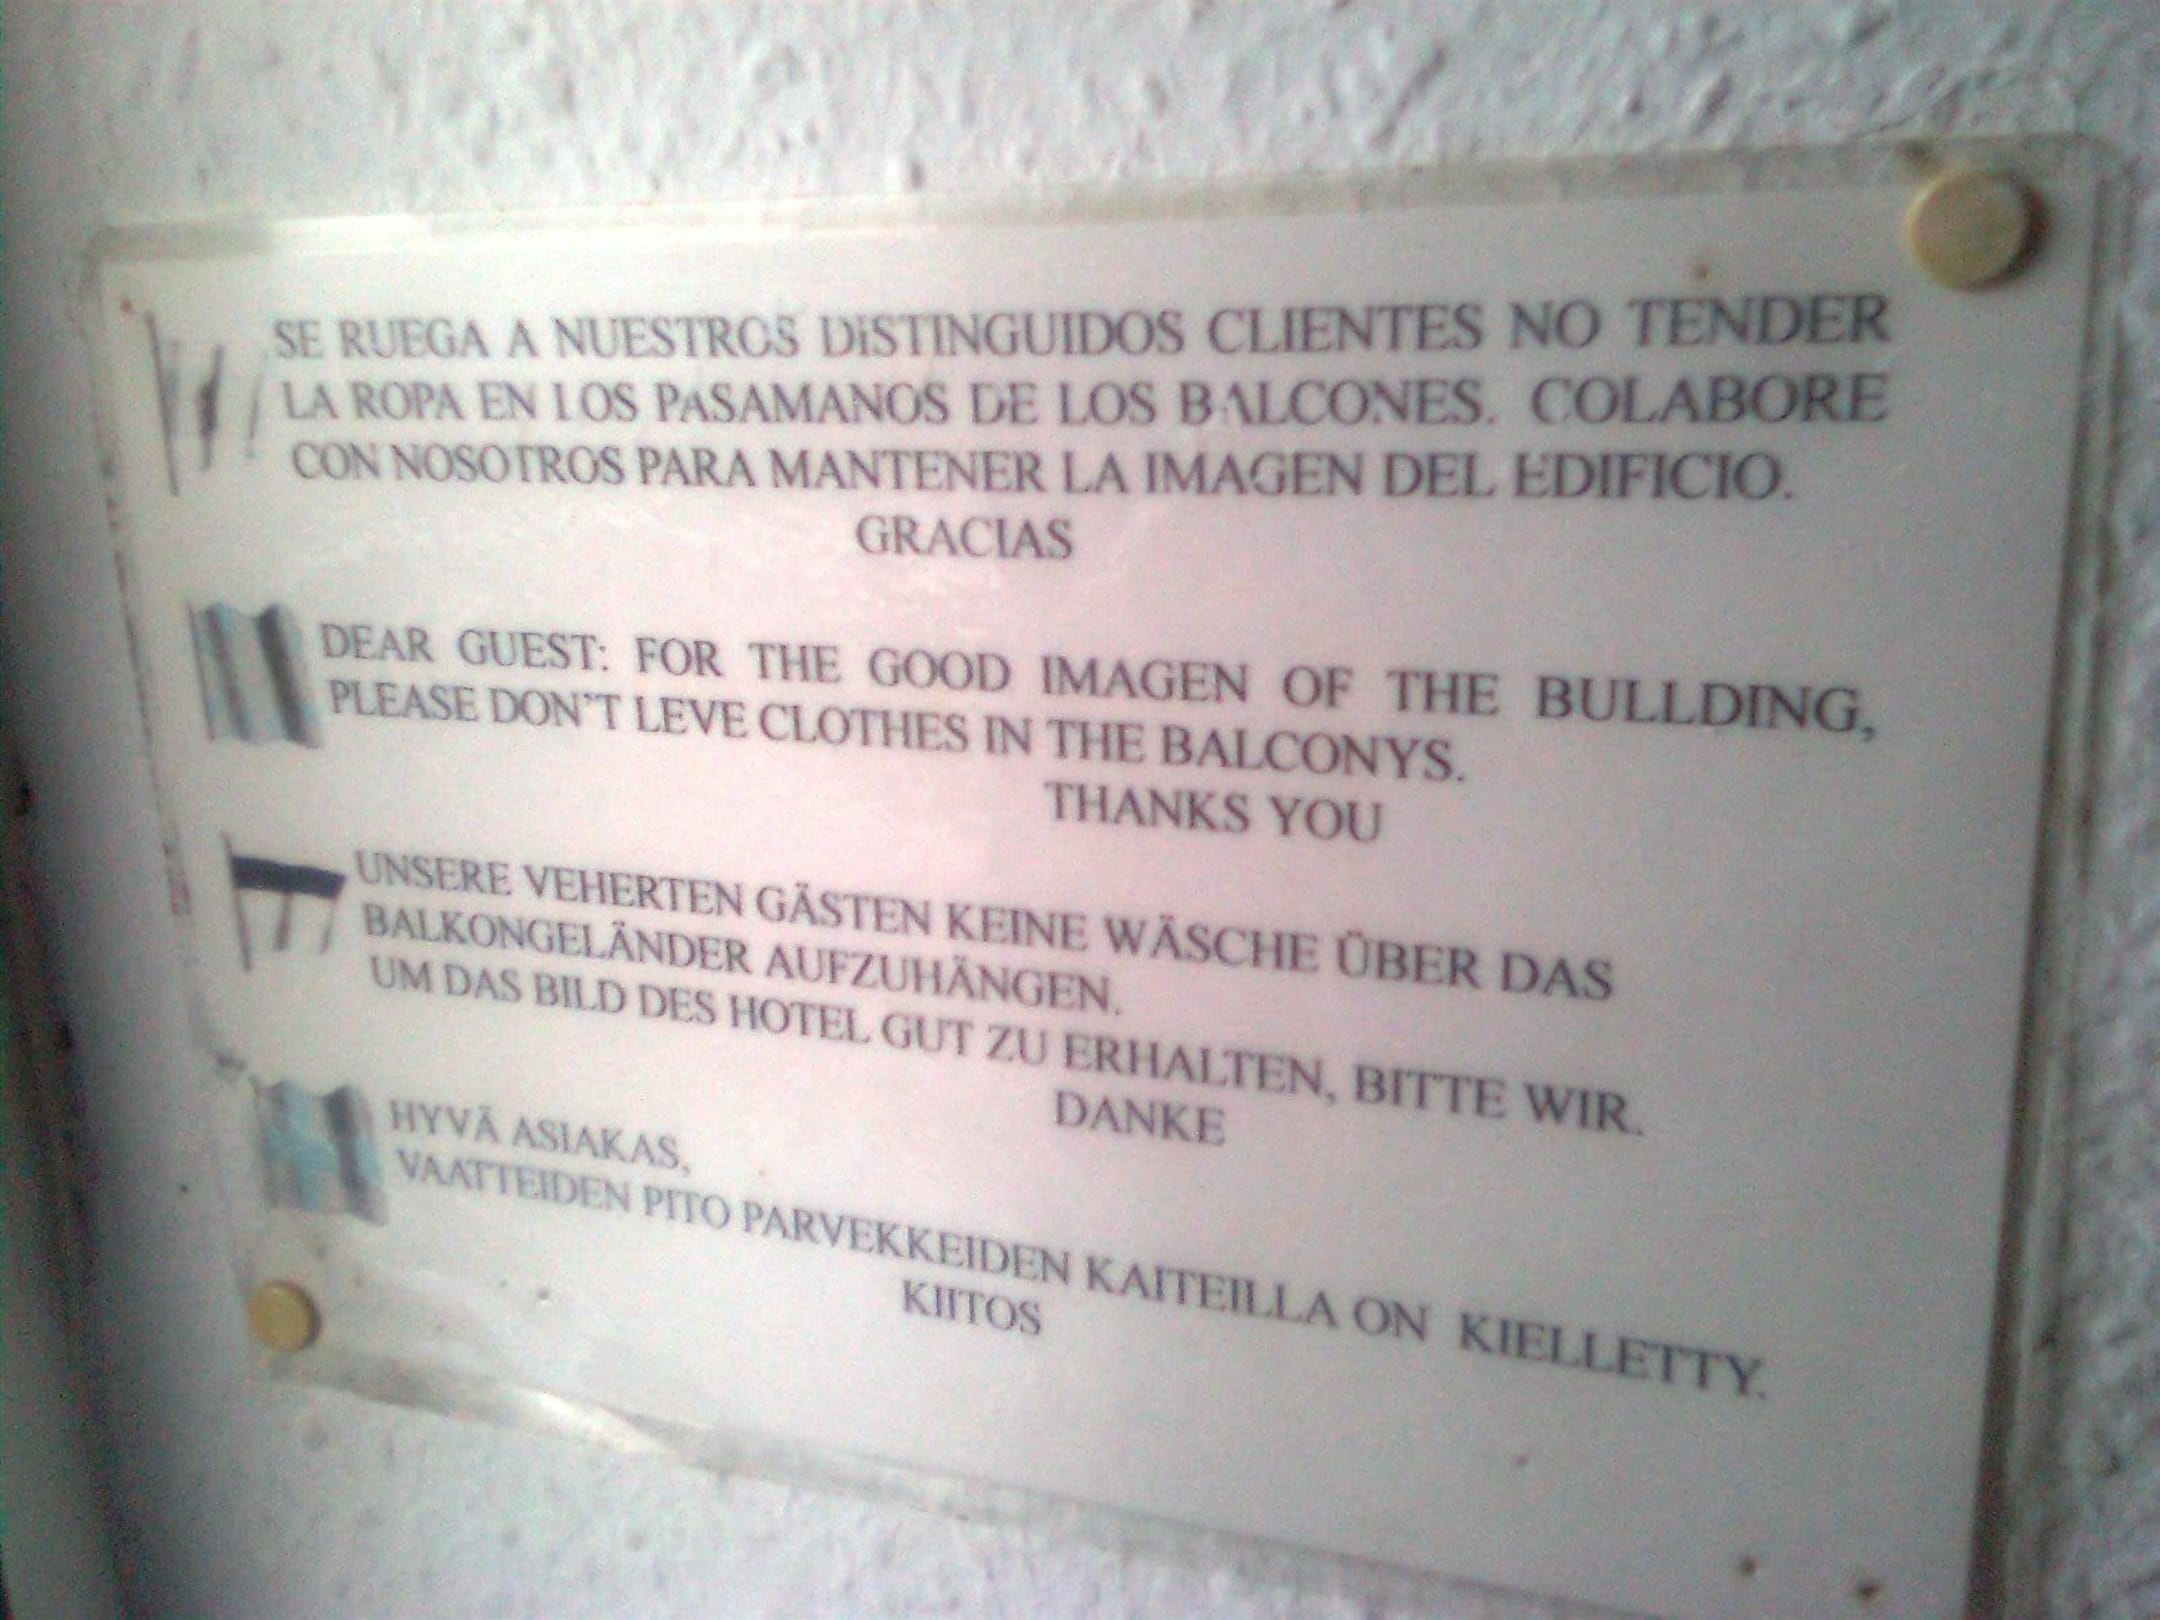 SE RUEGA A NUESTROS DISTINGUIDOS CLIENTES NO TENDER
LA ROPA EN LOS PASAMANOS DE LOS BALCONES. COLABORE
CON NOSOTROS PARA MANTENER LA IMAGEN DEL EDIFICIO.
GRACIAS
DEAR GUEST: FOR THE GOOD IMAGEN OF THE BULLDING,
PLEASE DON'T LEVE CLOTHES IN THE BALCONYS.
THANKS YOU
UNSERE VEHERTEN GÄSTEN KEINE WÄSCHE ÜBER DAS
BALKONGELÄNDER AUFZUHÄNGEN.
UM DAS BILD DES HOTEL GUT ZU ERHALTEN, BITTE WIR.
DANKE
HYVÄ ASIAKAS,
VAATTEIDEN PITO PARVEKKEIDEN KAITEILLA ON KIELLETTY.
KIITOS